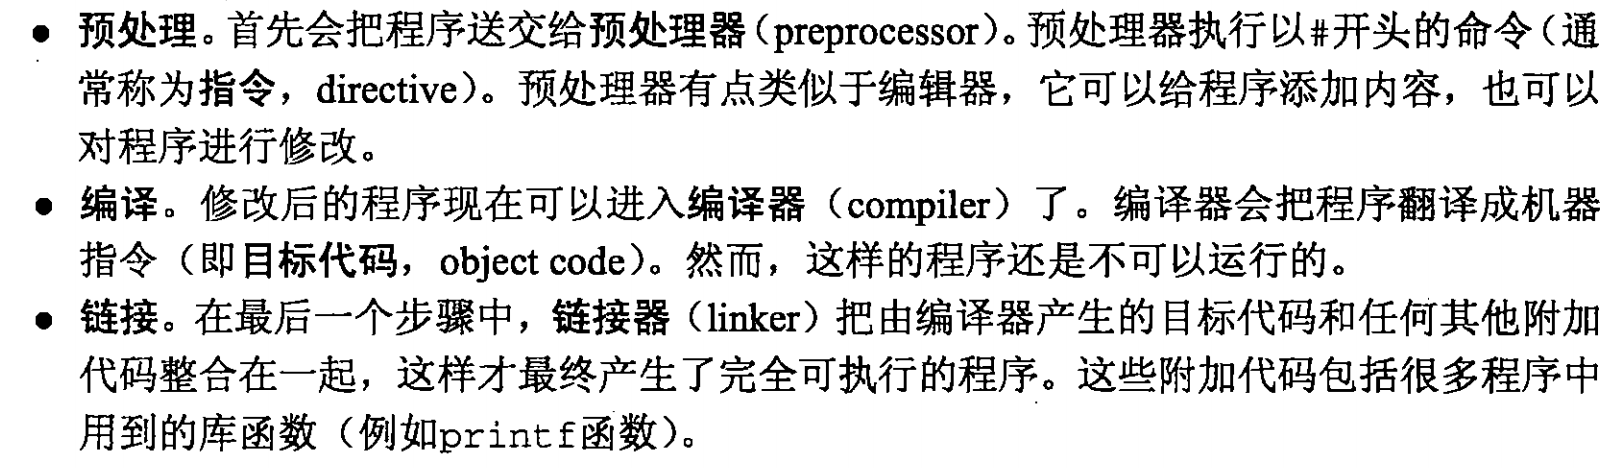 ● 预处理。首先会把程序送交给预处理器（preprocessor）。预处理器执行以#开头的命令（通
常称为指令，directive）。预处理器有点类似于编辑器，它可以给程序添加内容，也可以
对程序进行修改。
● 编译。修改后的程序现在可以进入编译器（compiler）了。编译器会把程序翻译成机器
指令（即目标代码，object code）。然而，这样的程序还是不可以运行的。
● 链接。在最后一个步骤中，链接器（linker）把由编译器产生的目标代码和任何其他附加
代码整合在一起，这样才最终产生了完全可执行的程序。这些附加代码包括很多程序中
用到的库函数（例如printf函数）。